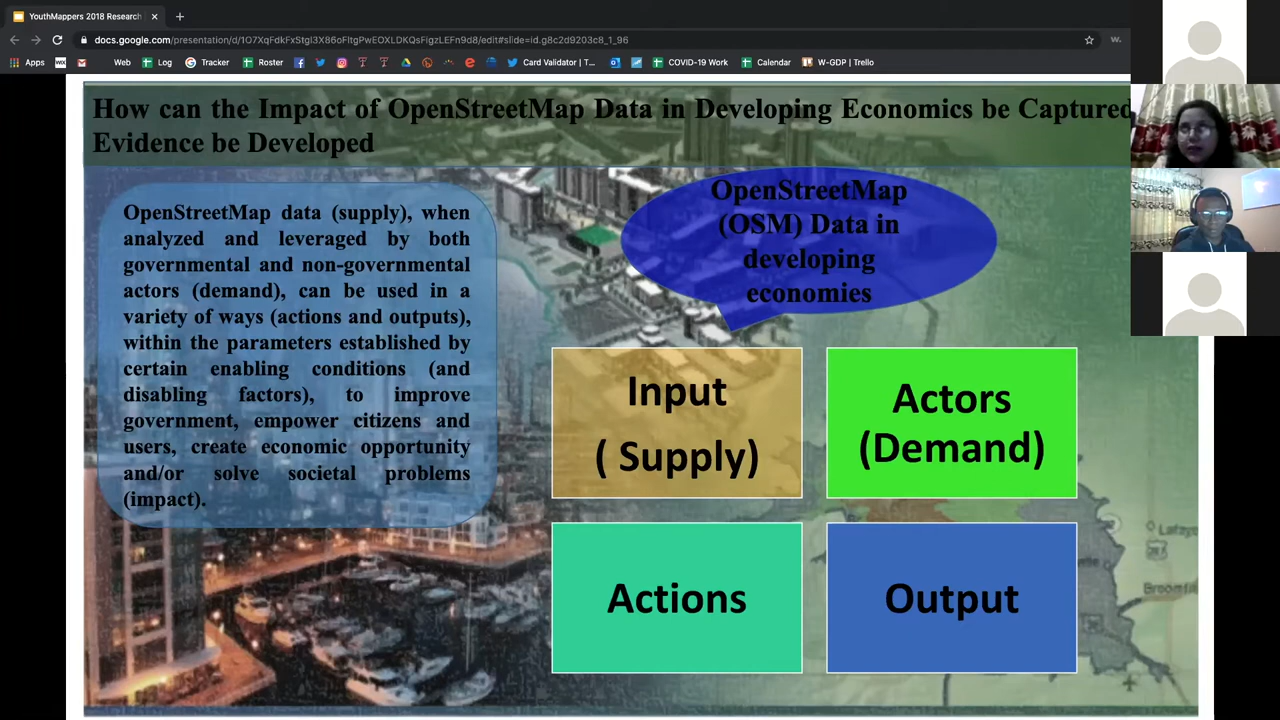 YouthMappers 2018 Research
docs.google.com/presentation/d/1O7XqFdkFxStgl3X86oFltgPwEOXLDKQsFigzLEFn9d8/edit#slide=id.g8c2d9203c8_1_96
Apps Web Log Tracker Roster Card Validator | T... COVID-19 Work Calendar W-GDP | Trello
How can the Impact of OpenStreetMap Data in Developing Economics be Captured
Evidence be Developed
OpenStreetMap data (supply), when
analyzed and leveraged by both
governmental and non-governmental
actors (demand), can be used in a
variety of ways (actions and outputs),
within the parameters established by
certain enabling conditions (and
disabling factors), to improve
government, empower citizens and
users, create economic opportunity
and/or solve societal problems
(impact).
OpenStreetMap
(OSM) Data in
developing
economies
Input
( Supply)
Actors
(Demand)
Actions
Output